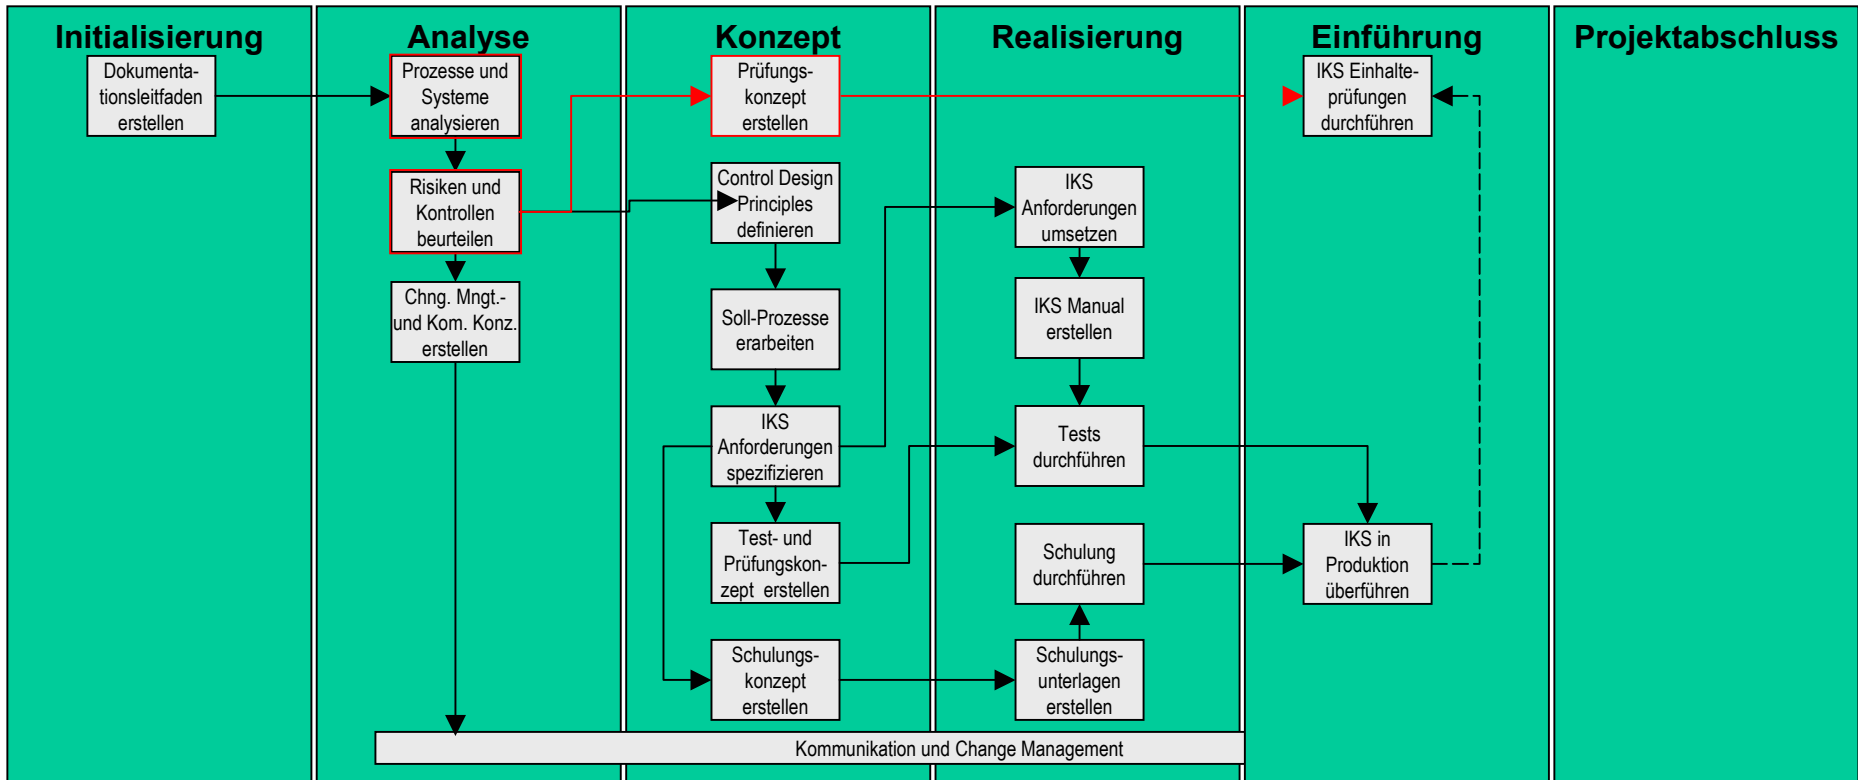 Initialisierung
Dokumenta-
tionsleitfaden
erstellen
Analyse
Prozesse und
Systeme
analysieren
Risiken und
Kontrollen
beurteilen
Chng. Mngt.-
und Kom. Konz.
erstellen
Konzept
Prüfungs-
konzept
erstellen
Control Design
Principles
definieren
Soll-Prozesse
erarbeiten
IKS
Anforderungen
spezifizieren
Test- und
Prüfungskon-
zept erstellen
Schulungs-
konzept
erstellen
Realisierung
IKS
Anforderungen
umsetzen
IKS Manual
erstellen
Tests
durchführen
Schulung
durchführen
Schulungs-
unterlagen
erstellen
Einführung
IKS Einhalte-
prüfungen
durchführen
IKS in
Produktion
überführen
Projektabschluss
Kommunikation und Change Management